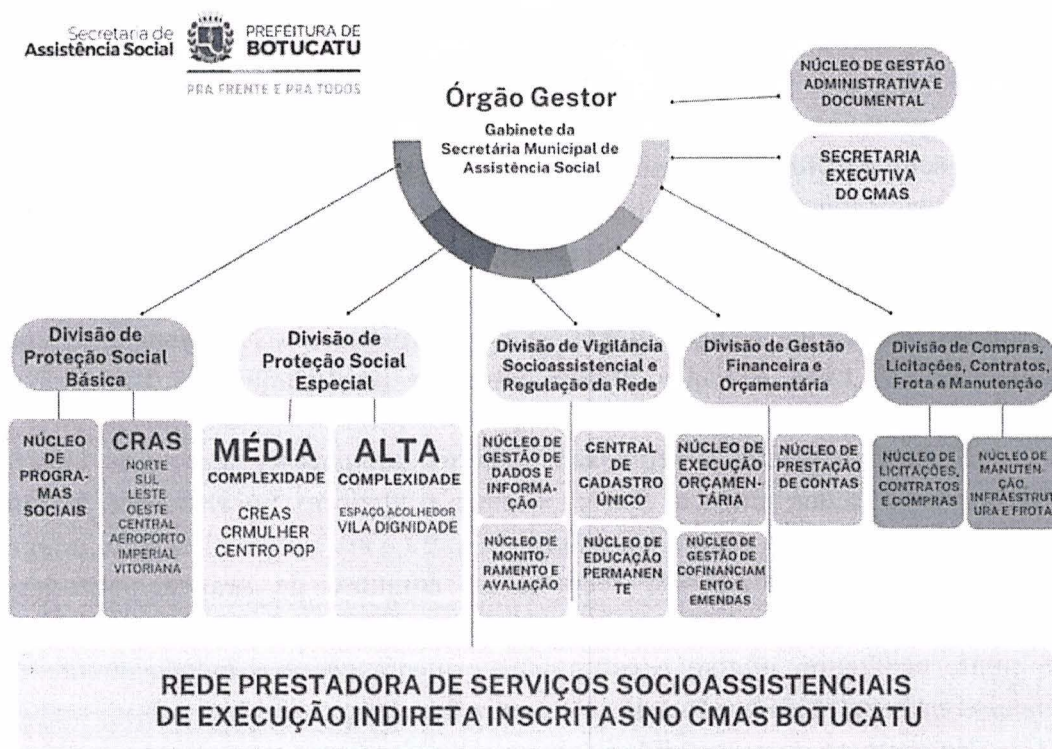 Secretaria de
Assistência Social
PREFEITURA DE
BOTUCATU
PRA FRENTE E PRA TODOS
Órgão Gestor
Gabinete da
Secretária Municipal de
Assistência Social
NÚCLEO DE GESTÃO
ADMINISTRATIVA E
DOCUMENTAL
SECRETARIA
EXECUTIVA
DO CMAS
Divisão de
Proteção Social
Básica
Divisão de
Proteção Social
Especial
Divisão de Vigilância
Socioassistencial e
Regulação da Rede
Divisão de Gestão
Financeira e
Orçamentária
Divisão de Compras,
Licitações, Contratos,
Frota e Manutenção
NÚCLEO
DE
PROGRA-
MAS
SOCIAIS
CRAS
NORTE
SUL
LESTE
OESTE
CENTRAL
AEROPORTO
IMPERIAL
VITORIANA
MÉDIA
COMPLEXIDADE
CREAS
CRMULHER
CENTRO POP
ALTA
COMPLEXIDADE
ESPAÇO ACOLHEDOR
VILA DIGNIDADE
NÚCLEO DE
GESTÃO DE
DADOS E
INFORMA-
ÇÃO
CENTRAL
DE
CADASTRO
ÚNICO
NÚCLEO DE
MONITO-
RAMENTO E
AVALIAÇÃO
NÚCLEO DE
EDUCAÇÃO
PERMANEN
TE
NÚCLEO DE
EXECUÇÃO
ORÇAMEN-
TÁRIA
NÚCLEO DE
PRESTAÇÃO
DE CONTAS
NÚCLEO DE
GESTÃO DE
COFINANCIAM
ENTO E
EMENDAS
NÚCLEO DE
LICITAÇÕES,
CONTRATOS
E COMPRAS
NÚCLEO DE
MANUTEN-
ÇÃO,
INFRAESTRUT
URA E FROTA
REDE PRESTADORA DE SERVIÇOS SOCIOASSISTENCIAIS
DE EXECUÇÃO INDIRETA INSCRITAS NO CMAS BOTUCATU